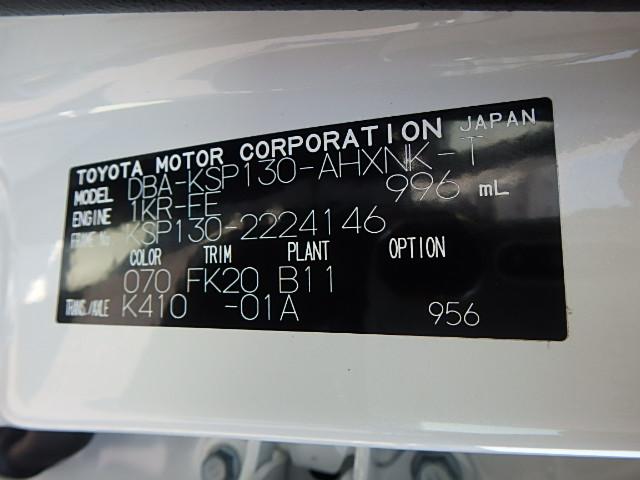 TOYOTA MOTOR CORPORATION JAPAN
MODEL DBA-KSP130-AHXNK-T
ENGINE 1KR-FE 996 mL
FRAME No. KSP130-2224146
COLOR TRIM PLANT OPTION
070 FK20 B11
TRANS./AXLE K410 -01A 956